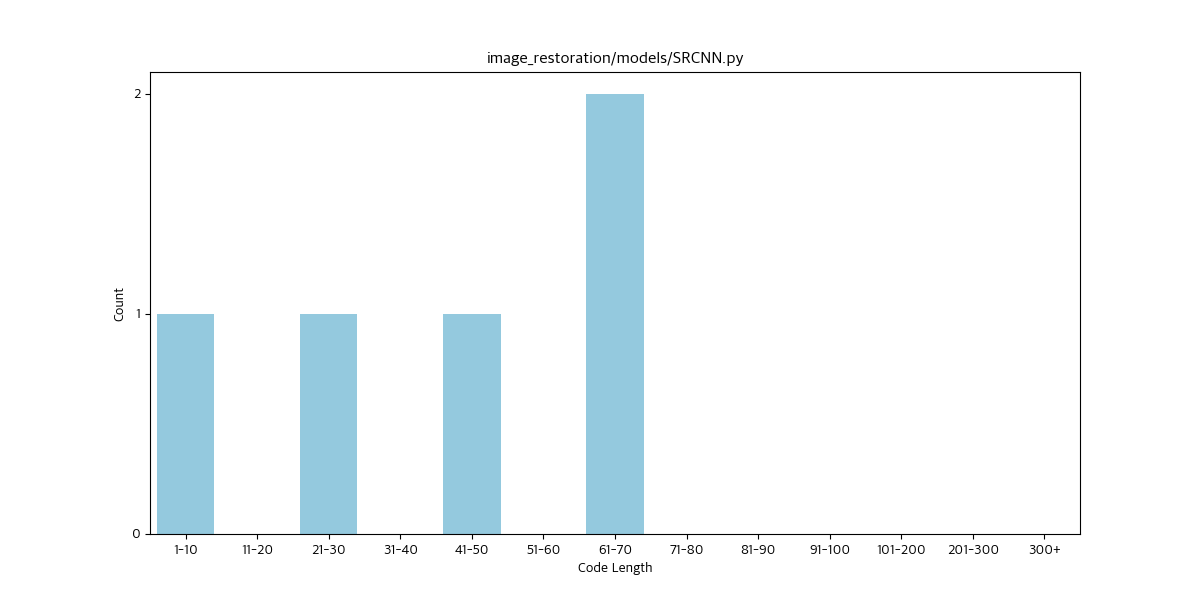 image_restoration/models/SRCNN.py
Count
2
1
0
1-10 11-20 21-30 31-40 41-50 51-60 61-70 71-80 81-90 91-100 101-200 201-300 300+
Code Length